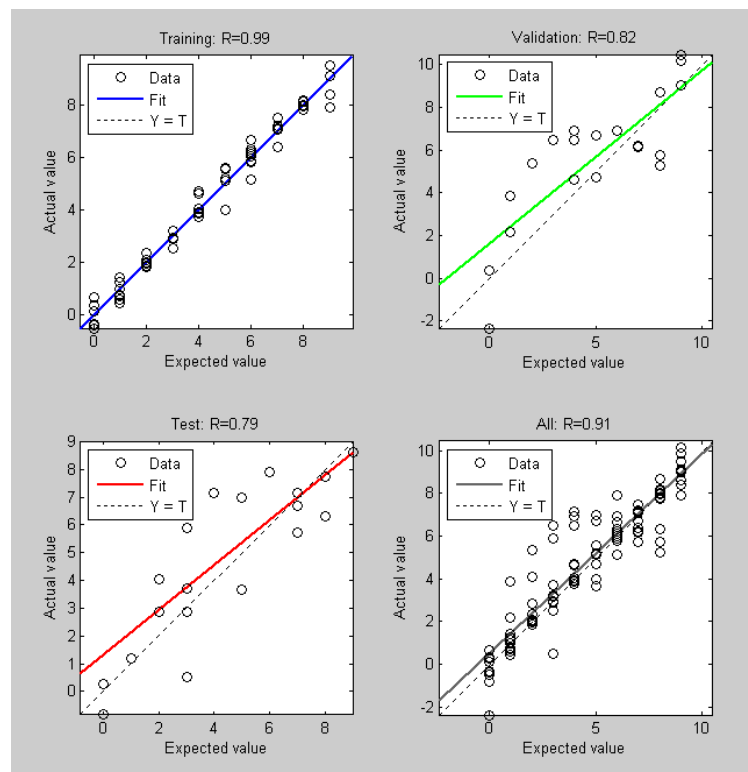 Training: R=0.99
Data
Fit
Y = T
8
6
4
2
0
Actual value
0 2 4 6 8
Expected value
Validation: R=0.82
Data
Fit
Y = T
10
8
6
4
2
0
-2
Actual value
0 5 10
Expected value
Test: R=0.79
Data
Fit
Y = T
9
8
7
6
5
4
3
2
1
0
Actual value
0 2 4 6 8
Expected value
All: R=0.91
Data
Fit
Y = T
10
8
6
4
2
0
-2
Actual value
0 5 10
Expected value